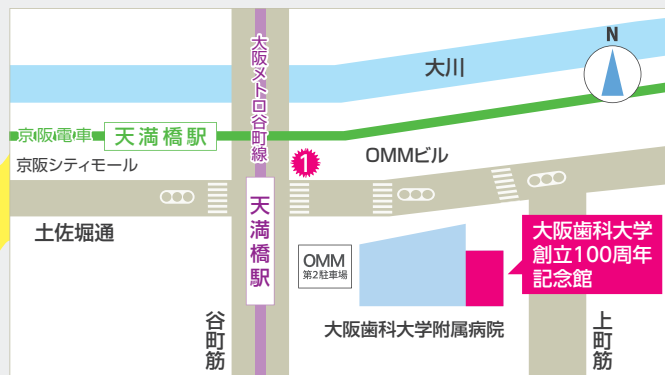 N
大川
大阪メトロ谷町線
京阪電車 天満橋駅
京阪シティモール
1
OMMビル
土佐堀通
天満橋駅
OMM
第2駐車場
大阪歯科大学
創立100周年
記念館
大阪歯科大学附属病院
谷町筋
上町筋